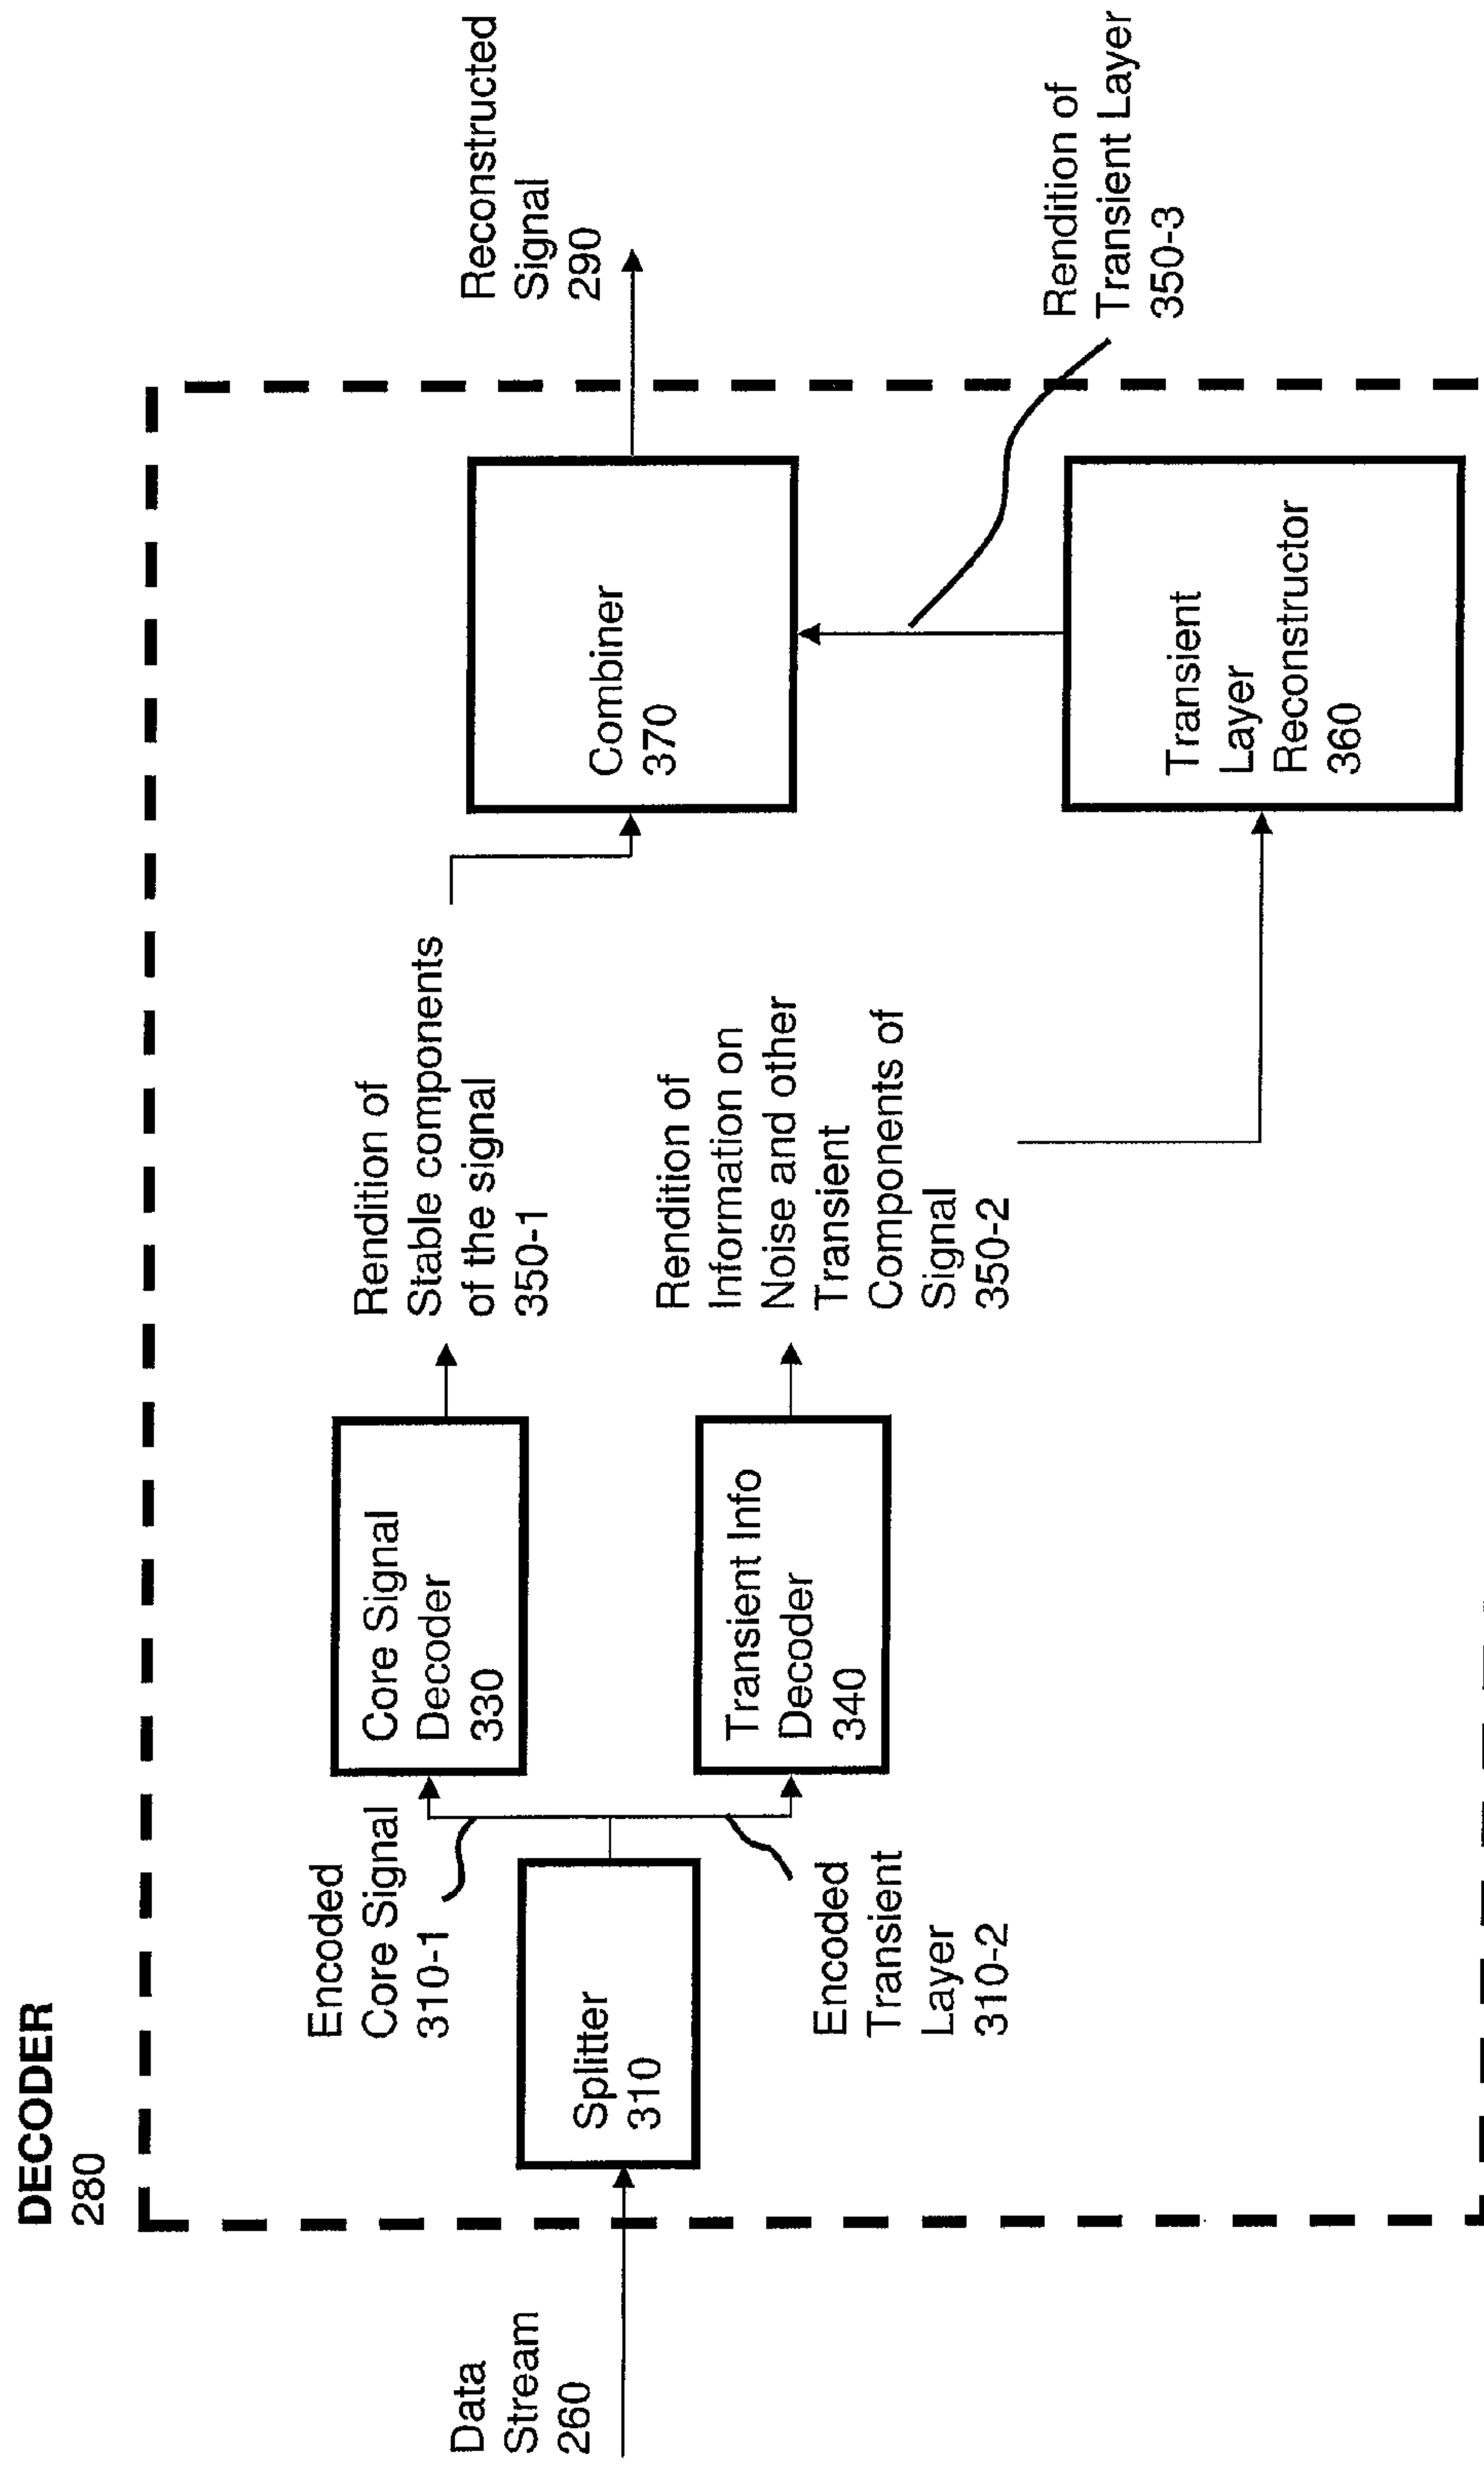 DECODER
280
Data
Stream
260
Splitter
310
Encoded
Core Signal
310-1
Encoded
Transient
Layer
310-2
Core Signal
Decoder
330
Transient Info
Decoder
340
Rendition of
Stable components
of the signal
350-1
Rendition of
Information on
Noise and other
Transient
Components of
Signal
350-2
Combiner
370
Transient
Layer
Reconstructor
360
Reconstructed
Signal
290
Rendition of
Transient Layer
350-3